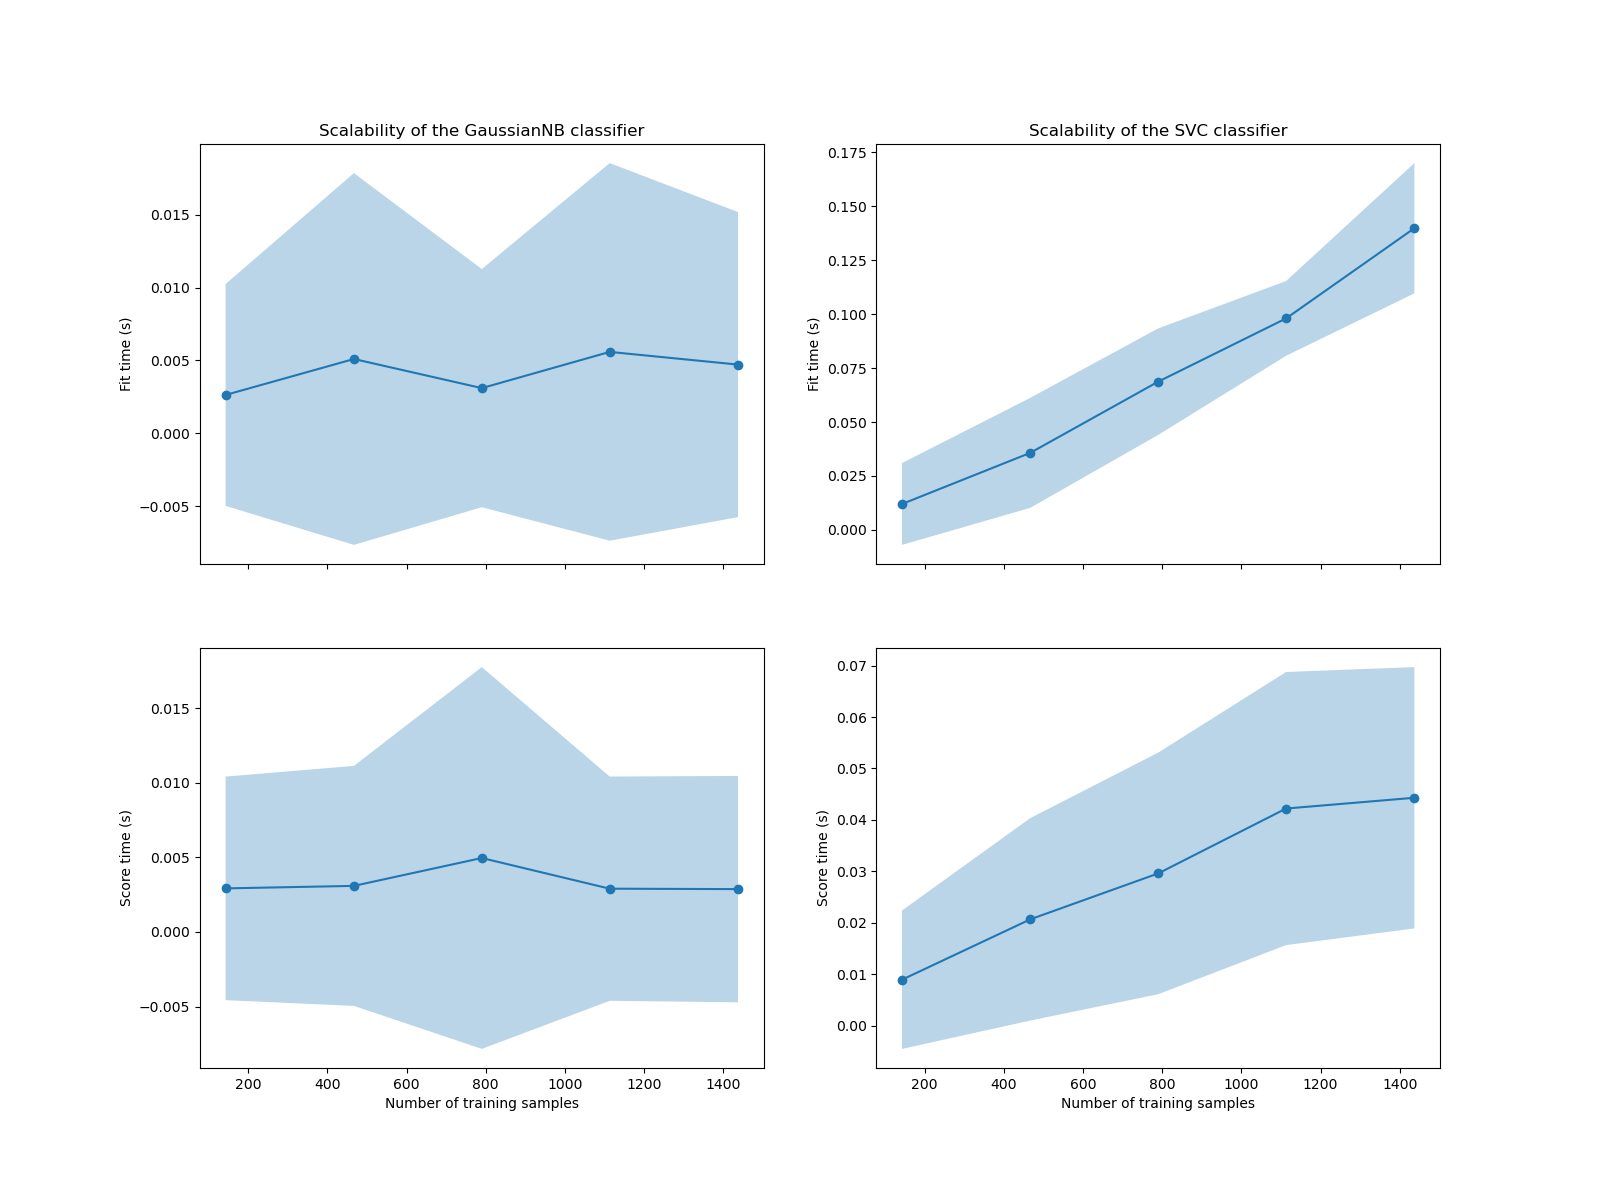 Scalability of the GaussianNB classifier
0.015
0.010
0.005
0.000
−0.005
Fit time (s)
Scalability of the SVC classifier
0.175
0.150
0.125
0.100
0.075
0.050
0.025
0.000
Fit time (s)
0.015
0.010
0.005
0.000
−0.005
Score time (s)
200 400 600 800 1000 1200 1400
Number of training samples
0.07
0.06
0.05
0.04
0.03
0.02
0.01
0.00
Score time (s)
200 400 600 800 1000 1200 1400
Number of training samples